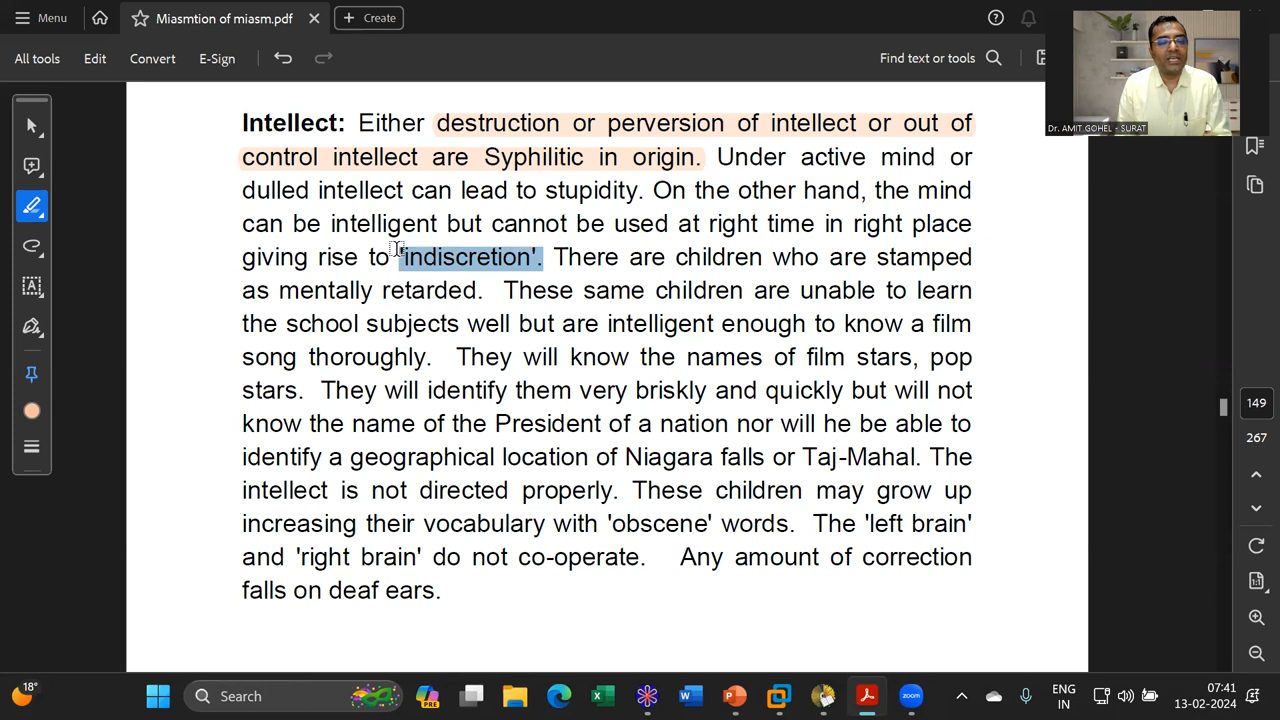 Menu
Miasmtion of miasm.pdf
Create
All tools
Edit
Convert
E-Sign
Find text or tools
Dr. AMIT.GOHEL - SURAT
Intellect: Either destruction or perversion of intellect or out of
control intellect are Syphilitic in origin. Under active mind or
dulled intellect can lead to stupidity. On the other hand, the mind
can be intelligent but cannot be used at right time in right place
giving rise to 'indiscretion'. There are children who are stamped
as mentally retarded. These same children are unable to learn
the school subjects well but are intelligent enough to know a film
song thoroughly. They will know the names of film stars, pop
stars. They will identify them very briskly and quickly but will not
know the name of the President of a nation nor will he be able to
identify a geographical location of Niagara falls or Taj-Mahal. The
intellect is not directed properly. These children may grow up
increasing their vocabulary with 'obscene' words. The 'left brain'
and 'right brain' do not co-operate. Any amount of correction
falls on deaf ears.
149
267
1:1
18°
Search
PRE
zoom
ENG
IN
07:41
13-02-2024